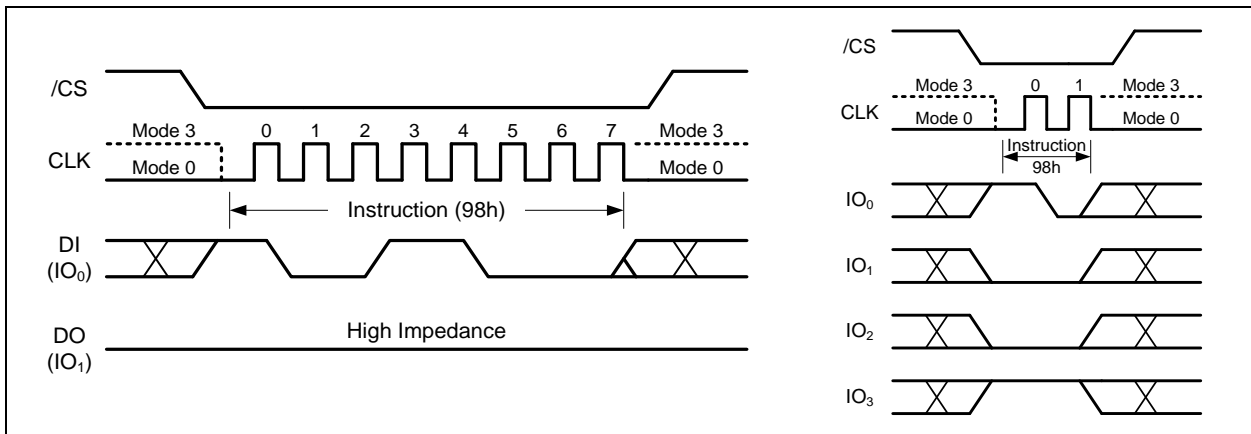 /CS
Mode 3 0 1 2 3 4 5 6 7 Mode 3
CLK Mode 0 Mode 0
Instruction (98h)
DI
(IO₀)
High Impedance
DO
(IO₁)
/CS
Mode 3 0 1 Mode 3
CLK Mode 0 Mode 0
Instruction
98h
IO₀
IO₁
IO₂
IO₃